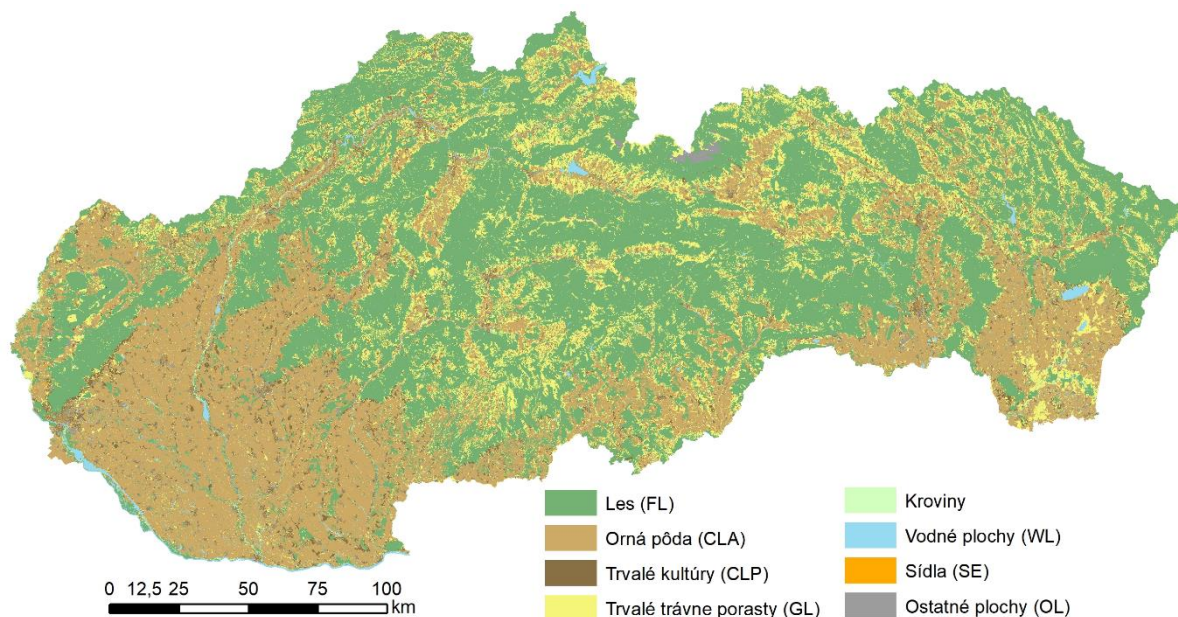 Les (FL)
Orná pôda (CLA)
Trvalé kultúry (CLP)
Trvalé trávne porasty (GL)
Kroviny
Vodné plochy (WL)
Sídla (SE)
Ostatné plochy (OL)
0 12,5 25 50 75 100
km